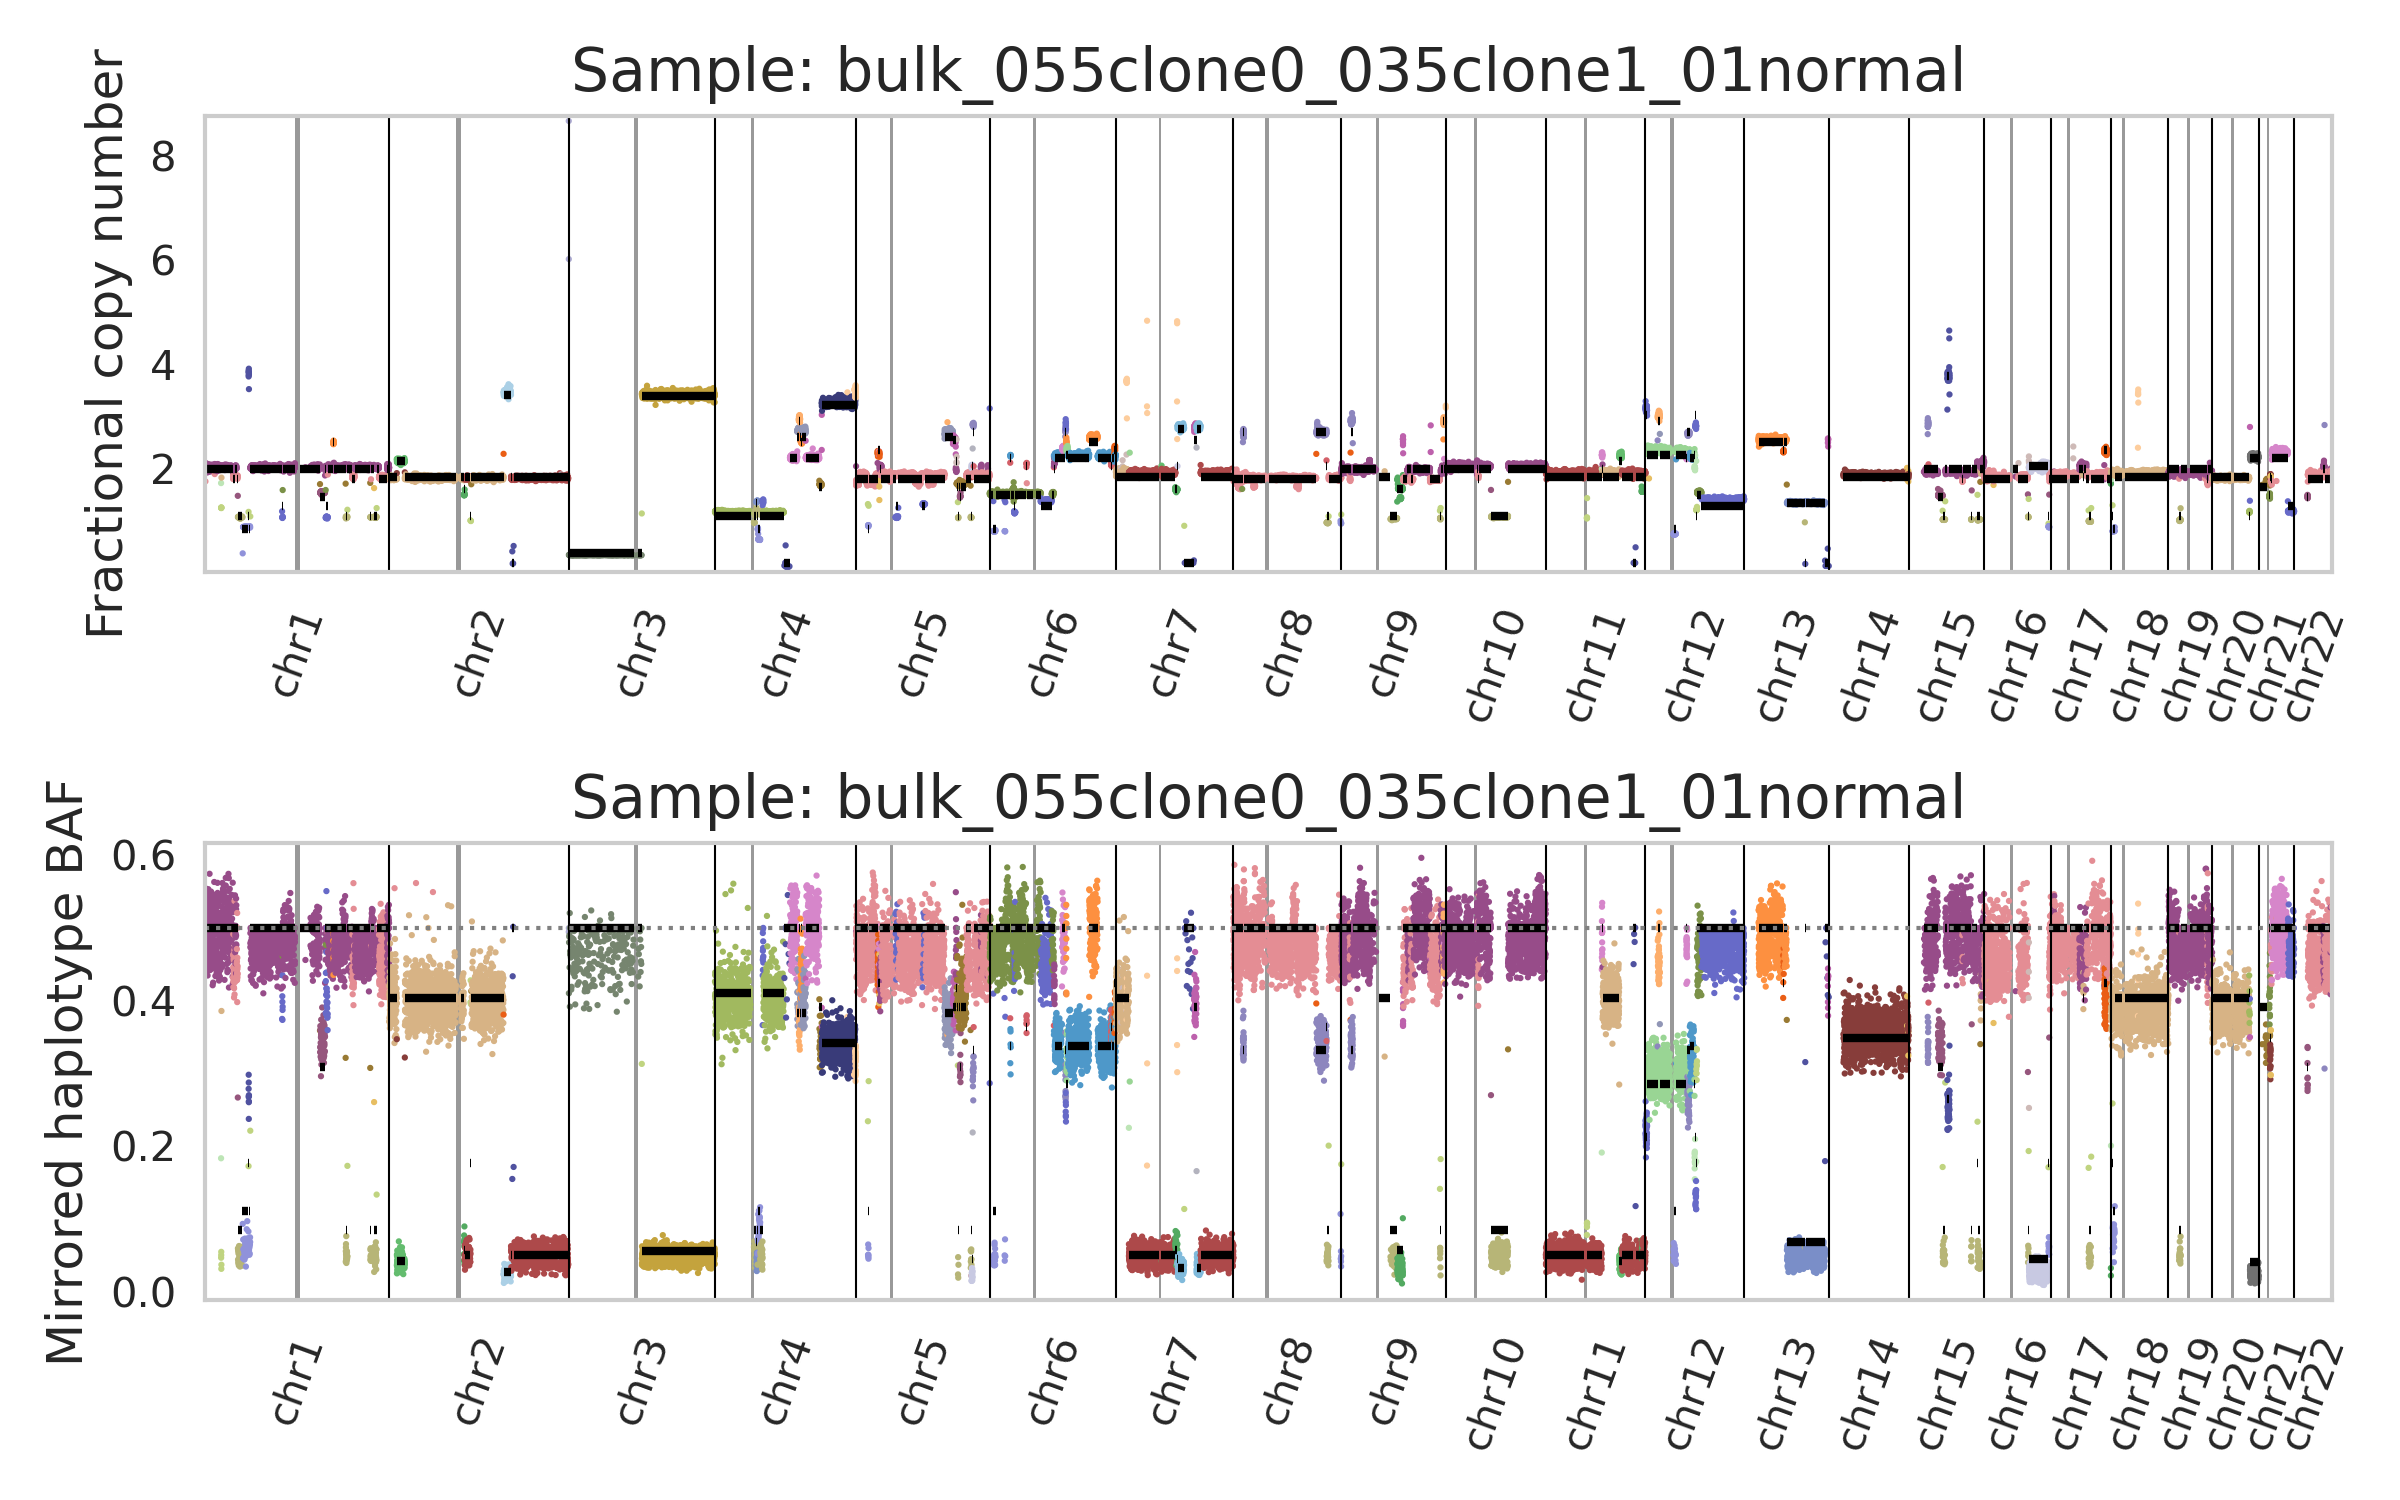 Sample: bulk_055clone0_035clone1_01normal
Fractional copy number
8
6
4
2
chr1 chr2 chr3 chr4 chr5 chr6 chr7 chr8 chr9 chr10 chr11 chr12 chr13 chr14 chr15 chr16 chr17 chr18 chr19 chr20 chr21 chr22
Sample: bulk_055clone0_035clone1_01normal
Mirrored haplotype BAF
0.6
0.4
0.2
0.0
chr1 chr2 chr3 chr4 chr5 chr6 chr7 chr8 chr9 chr10 chr11 chr12 chr13 chr14 chr15 chr16 chr17 chr18 chr19 chr20 chr21 chr22